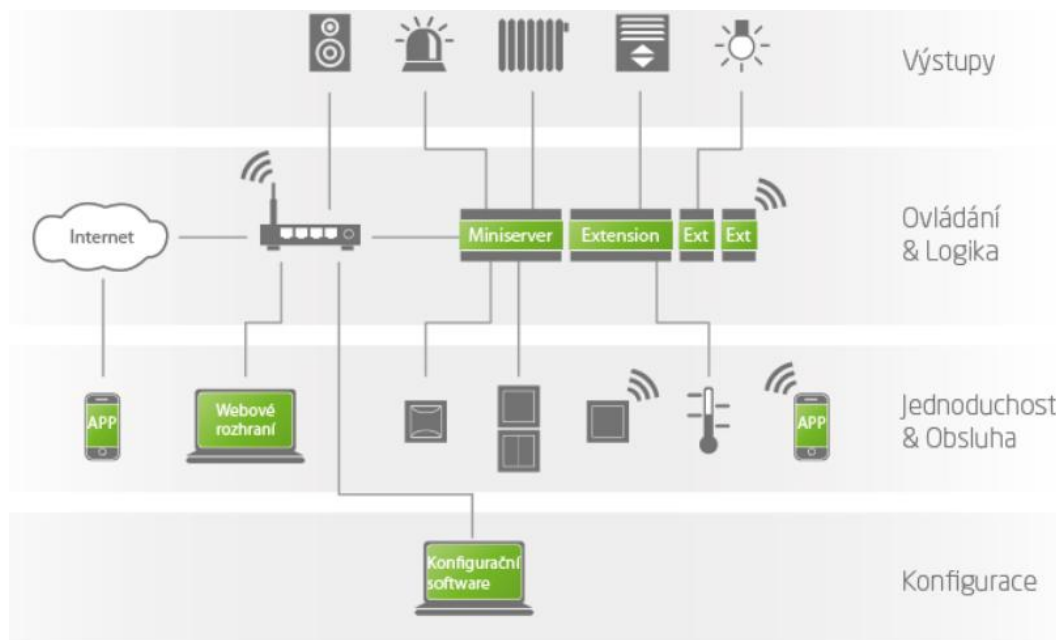 Výstupy
Internet
Miniserver
Extension
Ext
Ext
Ovládání
& Logika
APP
Webové
rozhraní
APP
Jednoduchost
& Obsluha
Konfigurační
software
Konfigurace